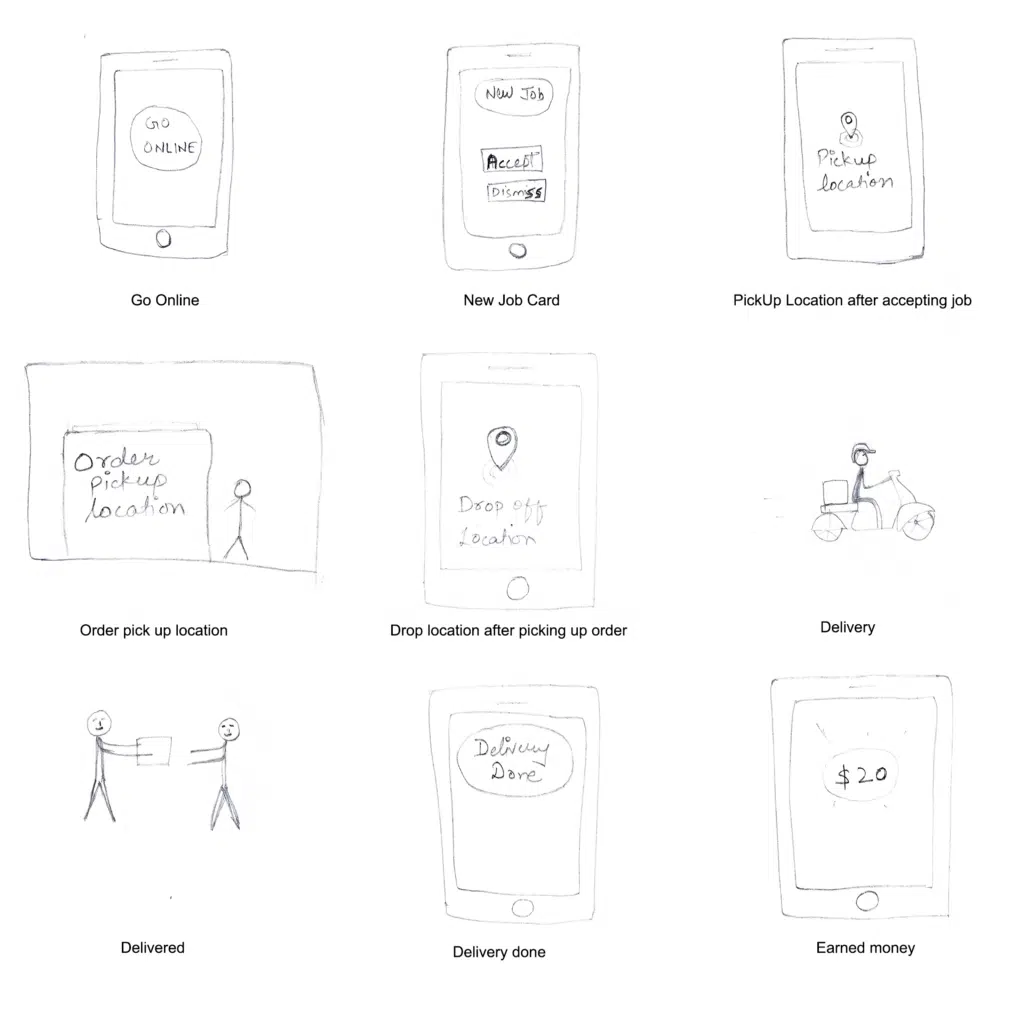 GO
ONLINE
New Job
Accept
Dismiss
Pickup
location
Go Online
New Job Card
PickUp Location after accepting job
Order
pickup
location
Drop off
Location
Order pick up location
Drop location after picking up order
Delivery
Delivery
Done
$20
Delivered
Delivery done
Earned money